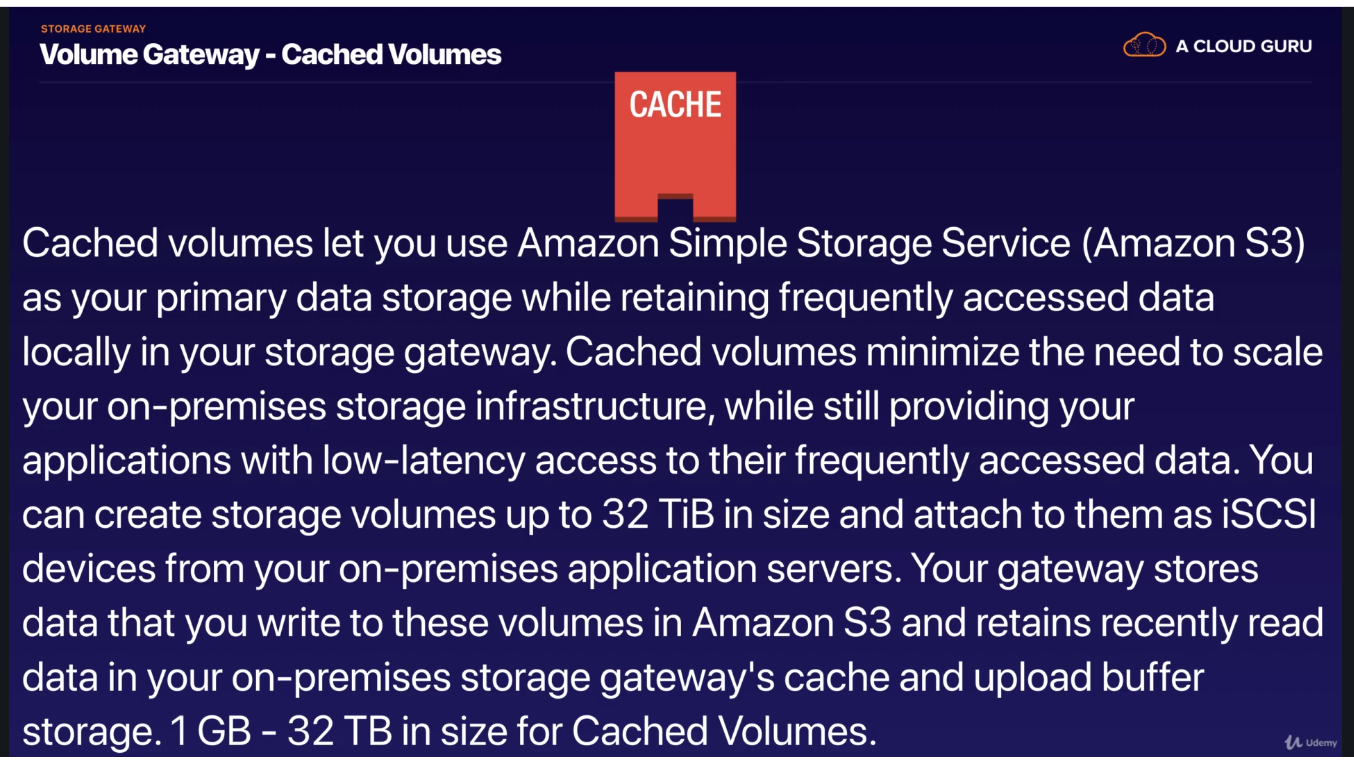 STORAGE GATEWAY
Volume Gateway - Cached Volumes
A CLOUD GURU
CACHE
Cached volumes let you use Amazon Simple Storage Service (Amazon S3)
as your primary data storage while retaining frequently accessed data
locally in your storage gateway. Cached volumes minimize the need to scale
your on-premises storage infrastructure, while still providing your
applications with low-latency access to their frequently accessed data. You
can create storage volumes up to 32 TiB in size and attach to them as iSCSI
devices from your on-premises application servers. Your gateway stores
data that you write to these volumes in Amazon S3 and retains recently read
data in your on-premises storage gateway's cache and upload buffer
storage. 1 GB - 32 TB in size for Cached Volumes.
Udemy